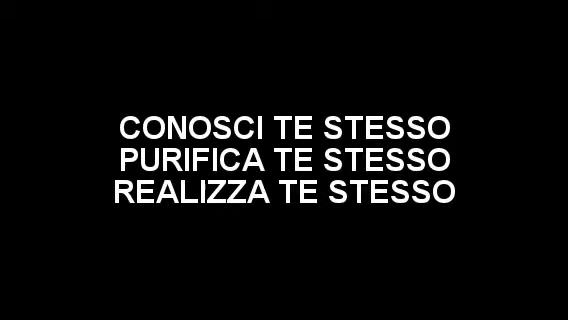 CONOSCI TE STESSO
PURIFICA TE STESSO
REALIZZA TE STESSO